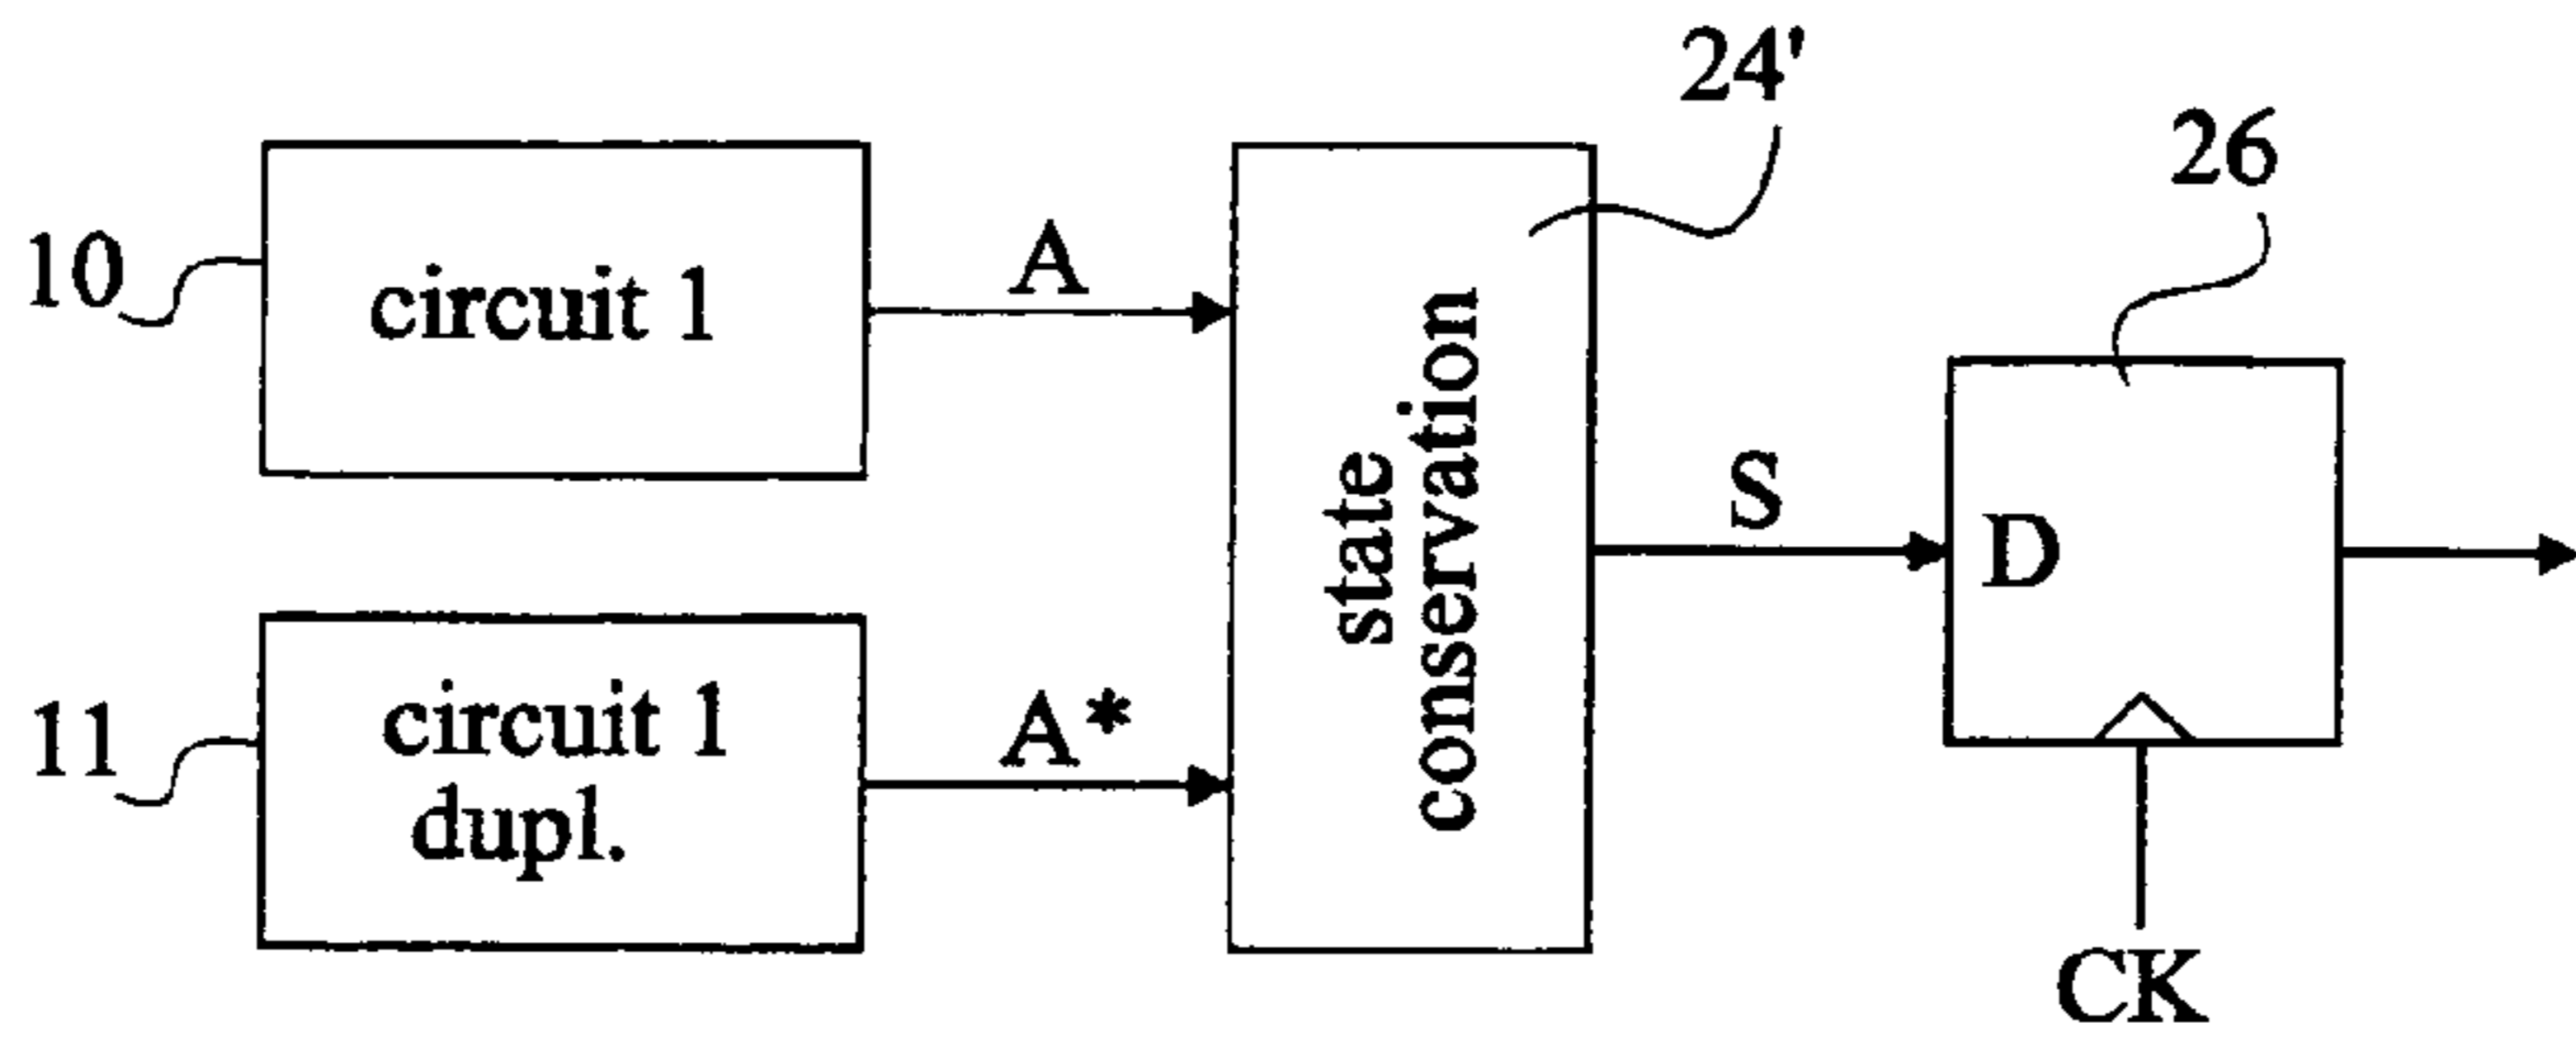 24'
26
10
circuit 1
A
state
conservation
S
D
11
circuit 1
dupl.
A*
CK